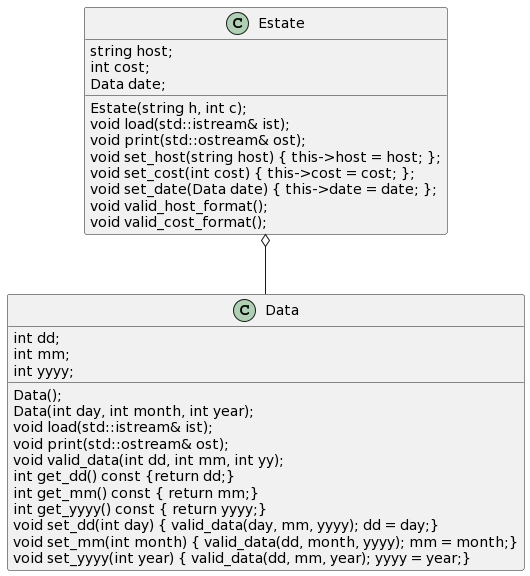 C Estate
string host;
int cost;
Data date;
Estate(string h, int c);
void load(std::istream& ist);
void print(std::ostream& ost);
void set_host(string host) { this->host = host; };
void set_cost(int cost) { this->cost = cost; };
void set_date(Data date) { this->date = date; };
void valid_host_format();
void valid_cost_format();
C Data
int dd;
int mm;
int yyyy;
Data();
Data(int day, int month, int year);
void load(std::istream& ist);
void print(std::ostream& ost);
void valid_data(int dd, int mm, int yy);
int get_dd() const {return dd;}
int get_mm() const { return mm;}
int get_yyyy() const { return yyyy;}
void set_dd(int day) { valid_data(day, mm, yyyy); dd = day;}
void set_mm(int month) { valid_data(dd, month, yyyy); mm = month;}
void set_yyyy(int year) { valid_data(dd, mm, year); yyyy = year;}